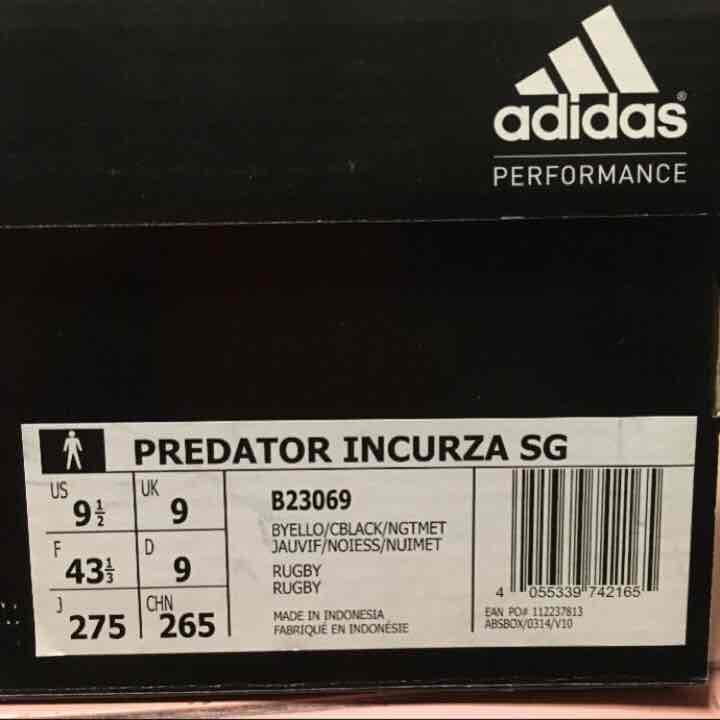 adidas®
PERFORMANCE
PREDATOR INCURZA SG
US 9½ UK 9
F 43⅓ D 9
J 275 CHN 265
B23069
BYELLO/CBLACK/NGTMET
JAUVIF/NOIESS/NUIMET
RUGBY
RUGBY
MADE IN INDONESIA
FABRIQUÉ EN INDONÉSIE
4 055339 742165
EAN PO# 112237813
ABSBOX/0314/V10